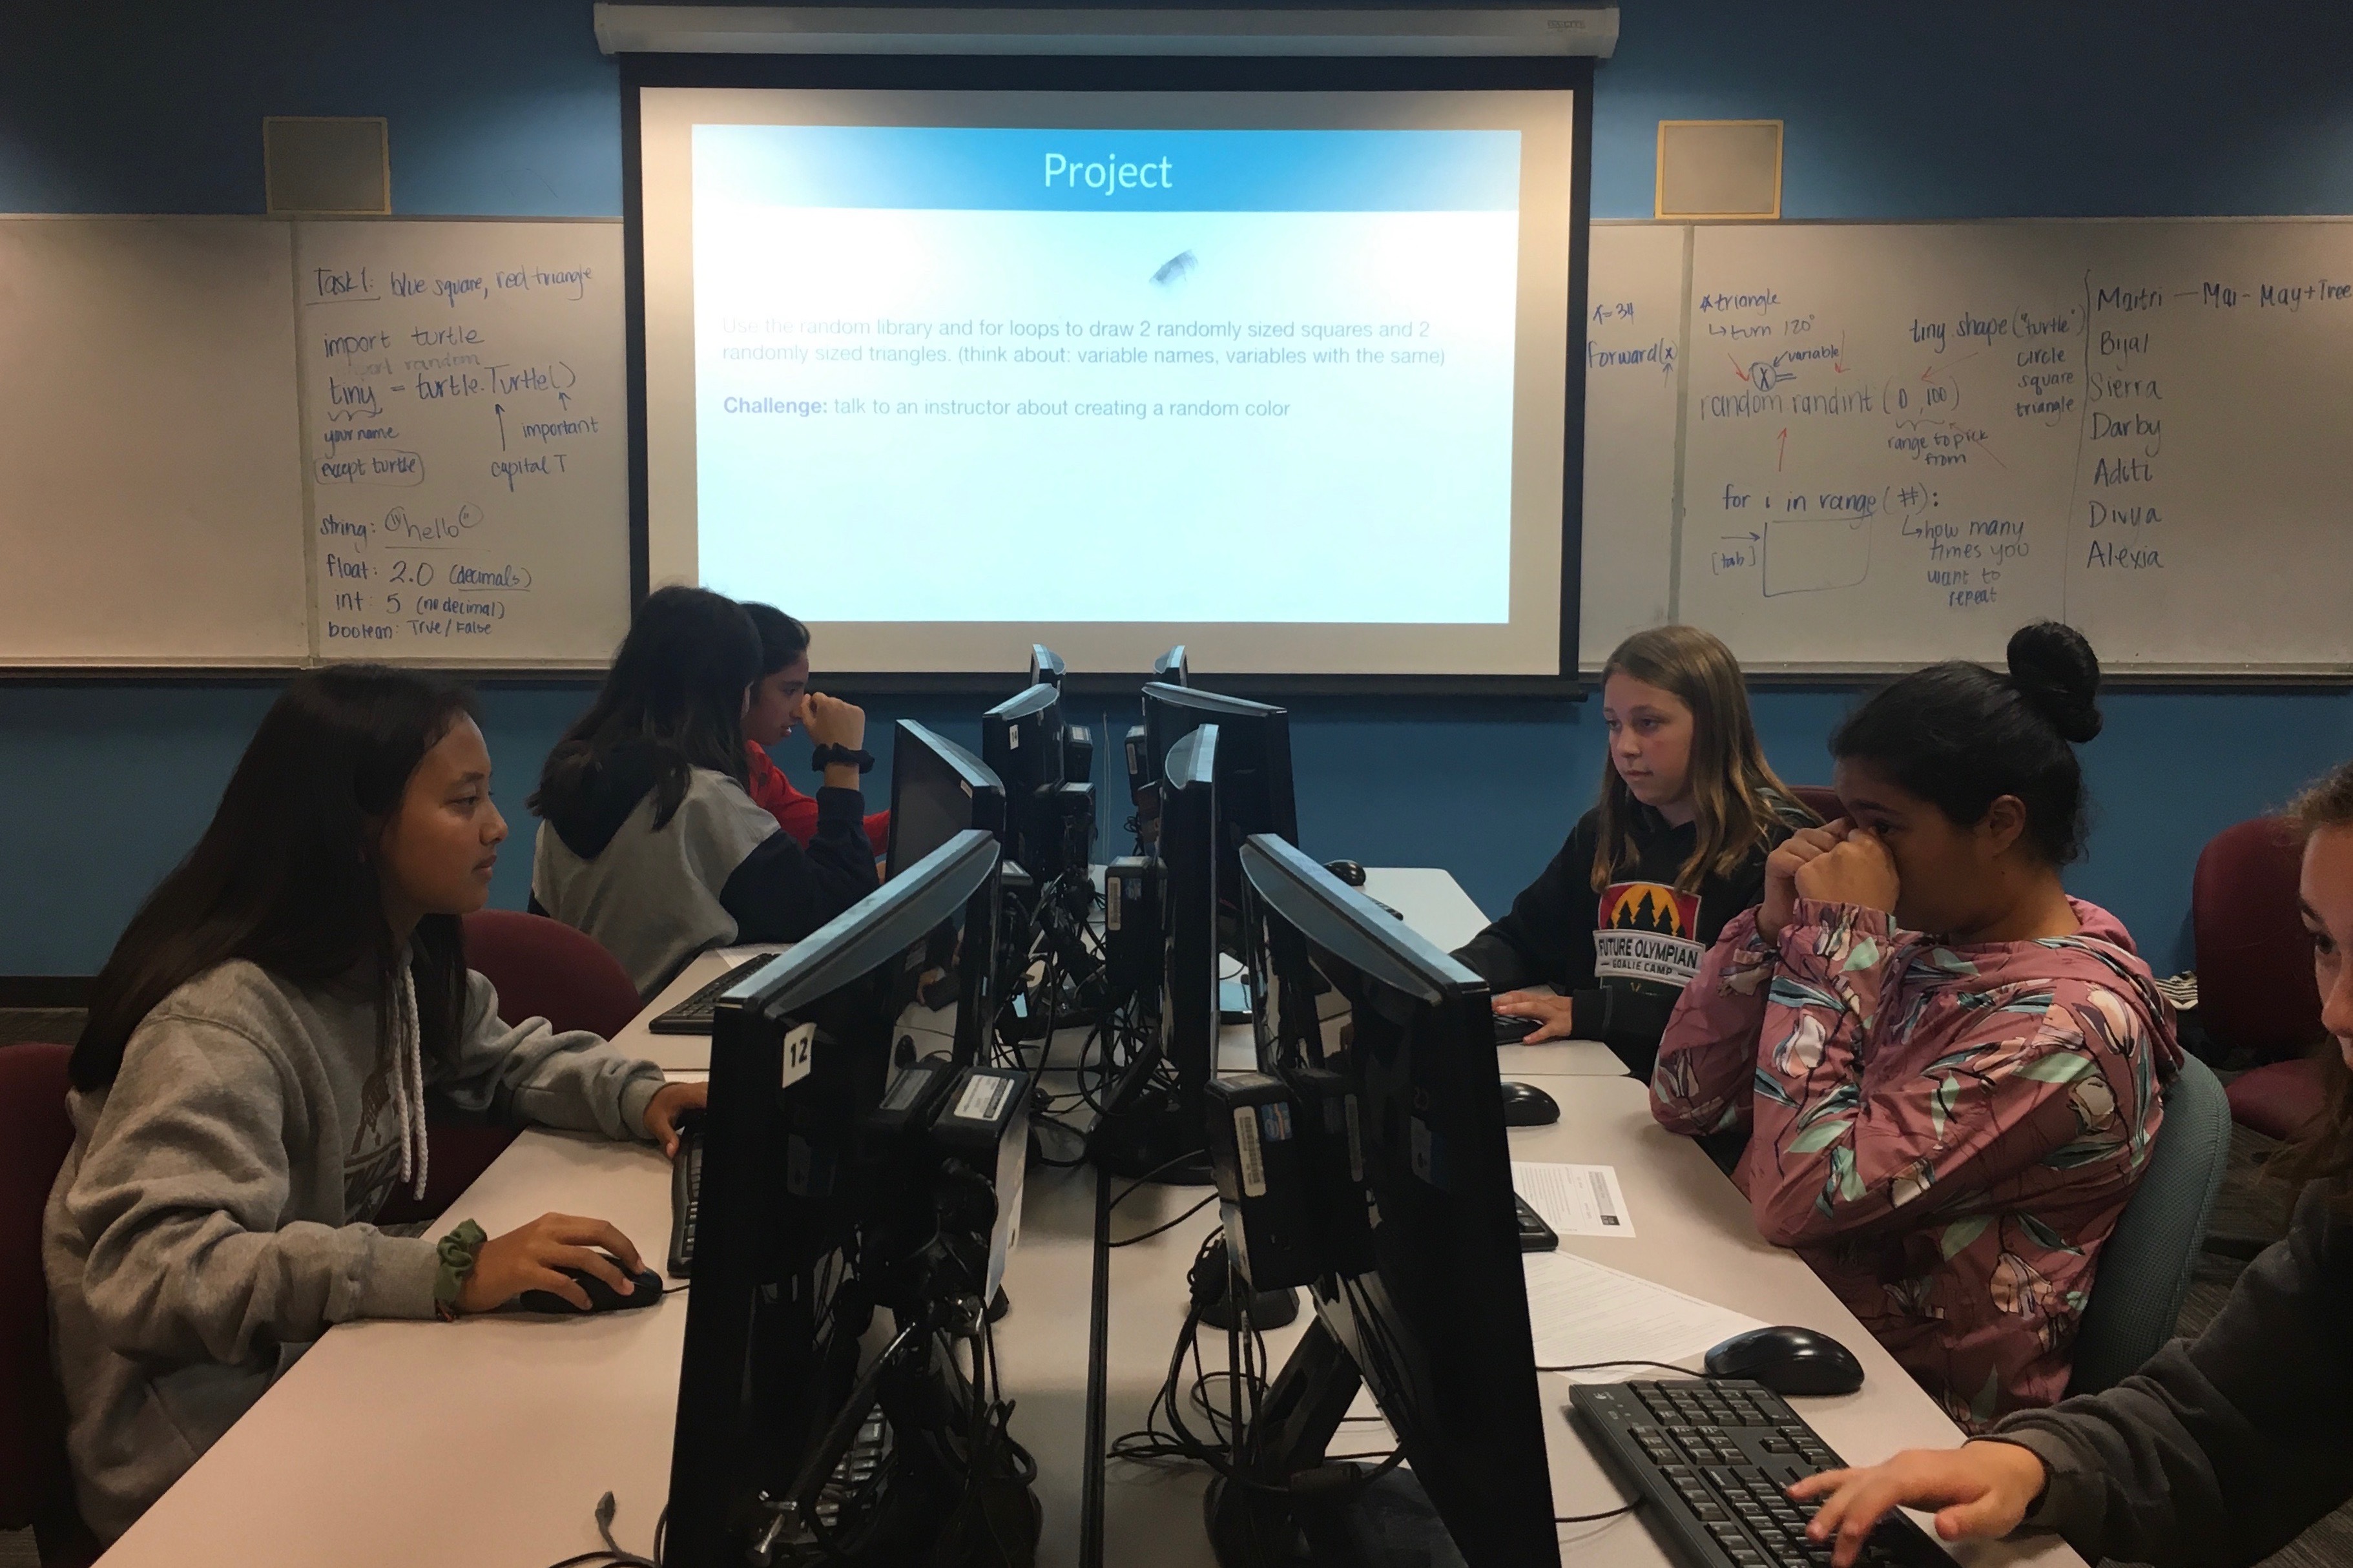 Project
Use the random library and for loops to draw 2 randomly sized squares and 2
randomly sized triangles. (think about: variable names, variables with the same)
Challenge: talk to an instructor about creating a random color
Task 1: blue square, red triangle
import turtle
import random
tiny = turtle.Turtle()
your name
except turtle
important
capital T
string: "hello"
float: 2.0 (decimals)
int: 5 (no decimal)
boolean: True/False
forward(x)
*triangle
↳turn 120°
x
variable
random.randint(0,100)
range to pick
from
tiny.shape("turtle")
circle
square
triangle
for i in range(#):
[tab]
↳how many
times you
want to
repeat
Maitri — Mai - May+Tree
Bijal
Sierra
Darby
Aditi
Divya
Alexia
12
14
FUTURE OLYMPIAN
GOALIE CAMP